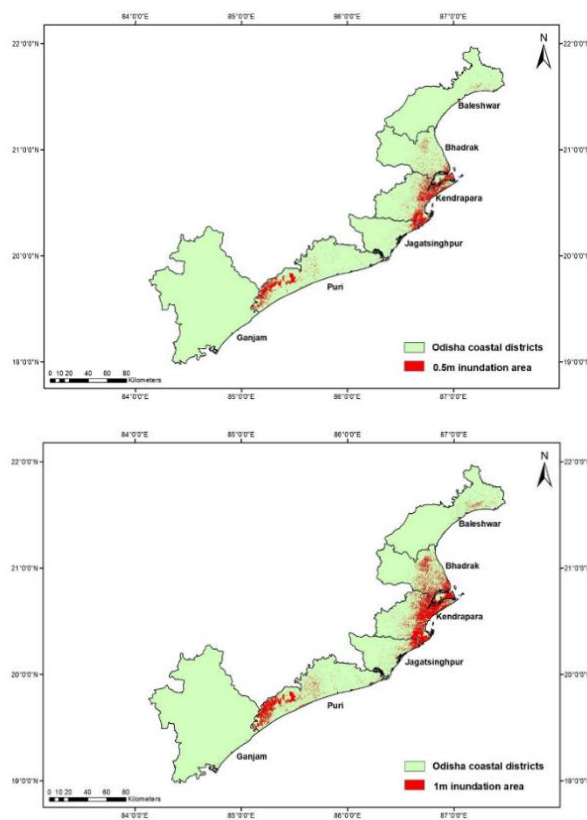 84°0'0"E 85°0'0"E 86°0'0"E 87°0'0"E
N
22°0'0"N 22°0'0"N
Baleshwar
21°0'0"N 21°0'0"N
Bhadrak
Kendrapara
20°0'0"N 20°0'0"N
Jagatsinghpur
Puri
Ganjam
Odisha coastal districts
19°0'0"N 19°0'0"N
0.5m inundation area
0 10 20 40 60 80
Kilometers
84°0'0"E 85°0'0"E 86°0'0"E 87°0'0"E
84°0'0"E 85°0'0"E 86°0'0"E 87°0'0"E
N
22°0'0"N 22°0'0"N
Baleshwar
21°0'0"N 21°0'0"N
Bhadrak
Kendrapara
20°0'0"N 20°0'0"N
Jagatsinghpur
Puri
Ganjam
Odisha coastal districts
19°0'0"N 19°0'0"N
1m inundation area
0 10 20 40 60 80
Kilometers
84°0'0"E 85°0'0"E 86°0'0"E 87°0'0"E